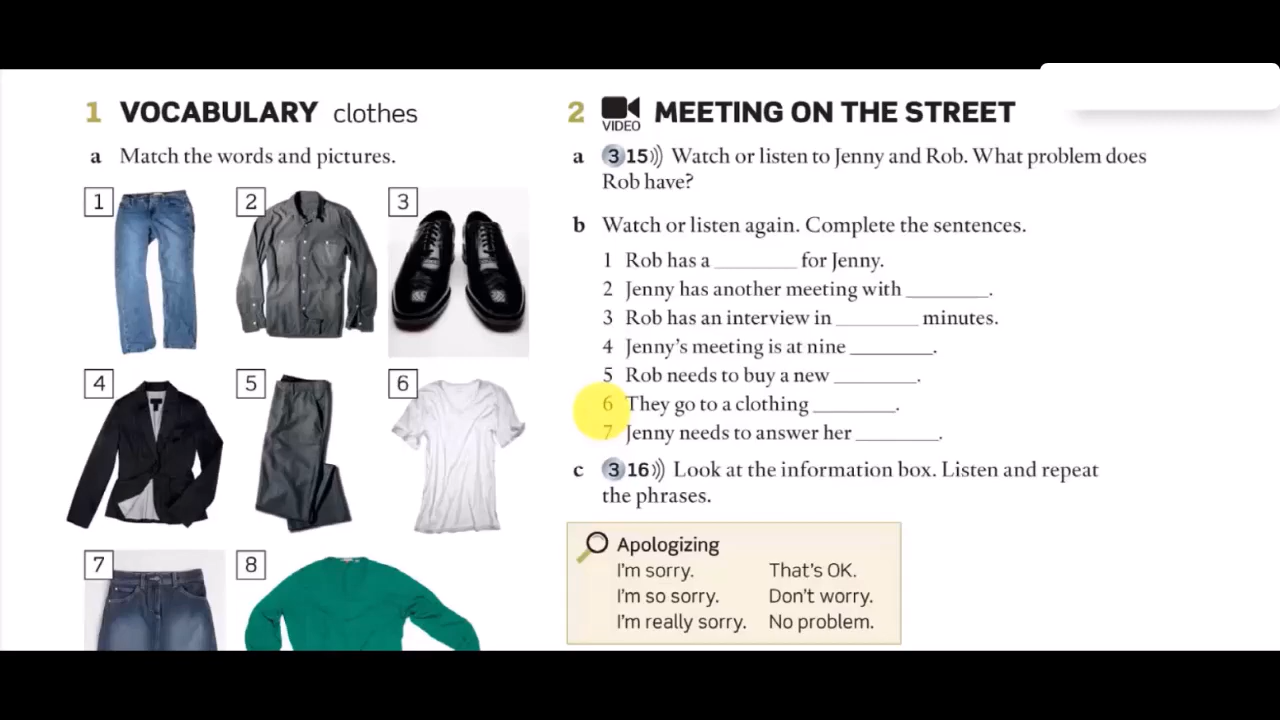 1 VOCABULARY clothes
a Match the words and pictures.
1
2
3
4
5
6
7
8
2 VIDEO MEETING ON THE STREET
a 3 15))) Watch or listen to Jenny and Rob. What problem does
Rob have?
b Watch or listen again. Complete the sentences.
1 Rob has a ________ for Jenny.
2 Jenny has another meeting with ________.
3 Rob has an interview in ________ minutes.
4 Jenny's meeting is at nine ________.
5 Rob needs to buy a new ________.
6 They go to a clothing ________.
7 Jenny needs to answer her ________.
c 3 16))) Look at the information box. Listen and repeat
the phrases.
Apologizing
I'm sorry. That's OK.
I'm so sorry. Don't worry.
I'm really sorry. No problem.